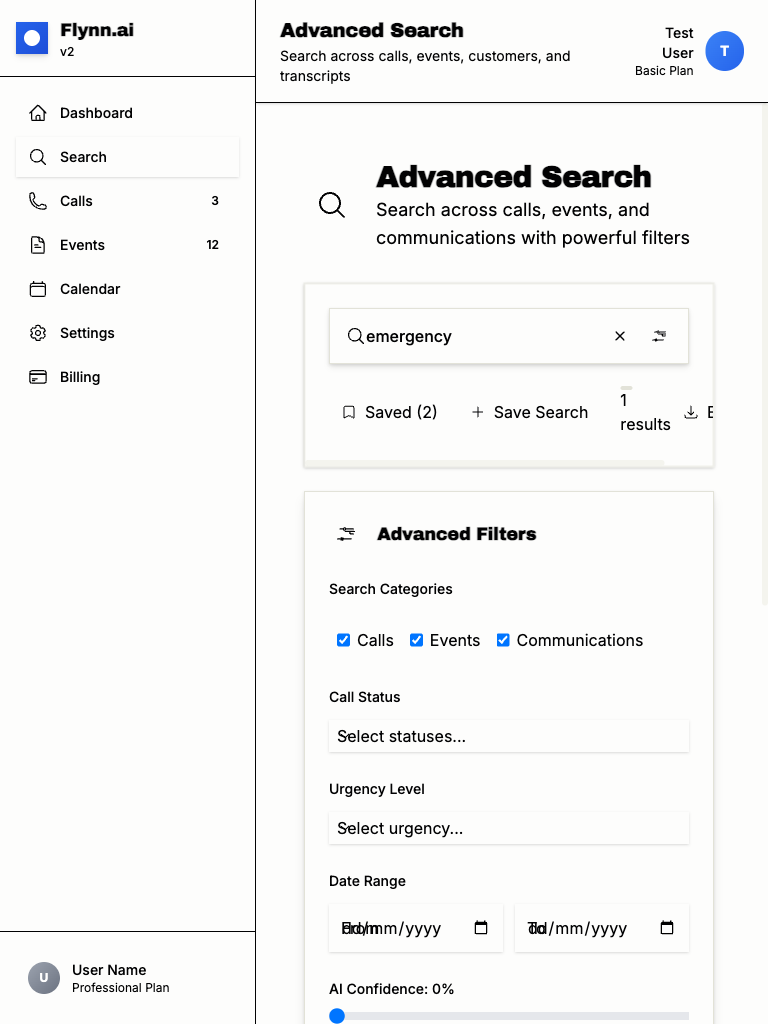 Flynn.ai
v2
Dashboard
Search
Calls 3
Events 12
Calendar
Settings
Billing
User Name
Professional Plan
U
Advanced Search
Search across calls, events, customers, and
transcripts
Test
User
Basic Plan
T
Advanced Search
Search across calls, events, and
communications with powerful filters
emergency
Saved (2)
Save Search
1
results
Advanced Filters
Search Categories
Calls Events Communications
Call Status
Select statuses...
Urgency Level
Select urgency...
Date Range
From dd/mm/yyyy To dd/mm/yyyy
AI Confidence: 0%